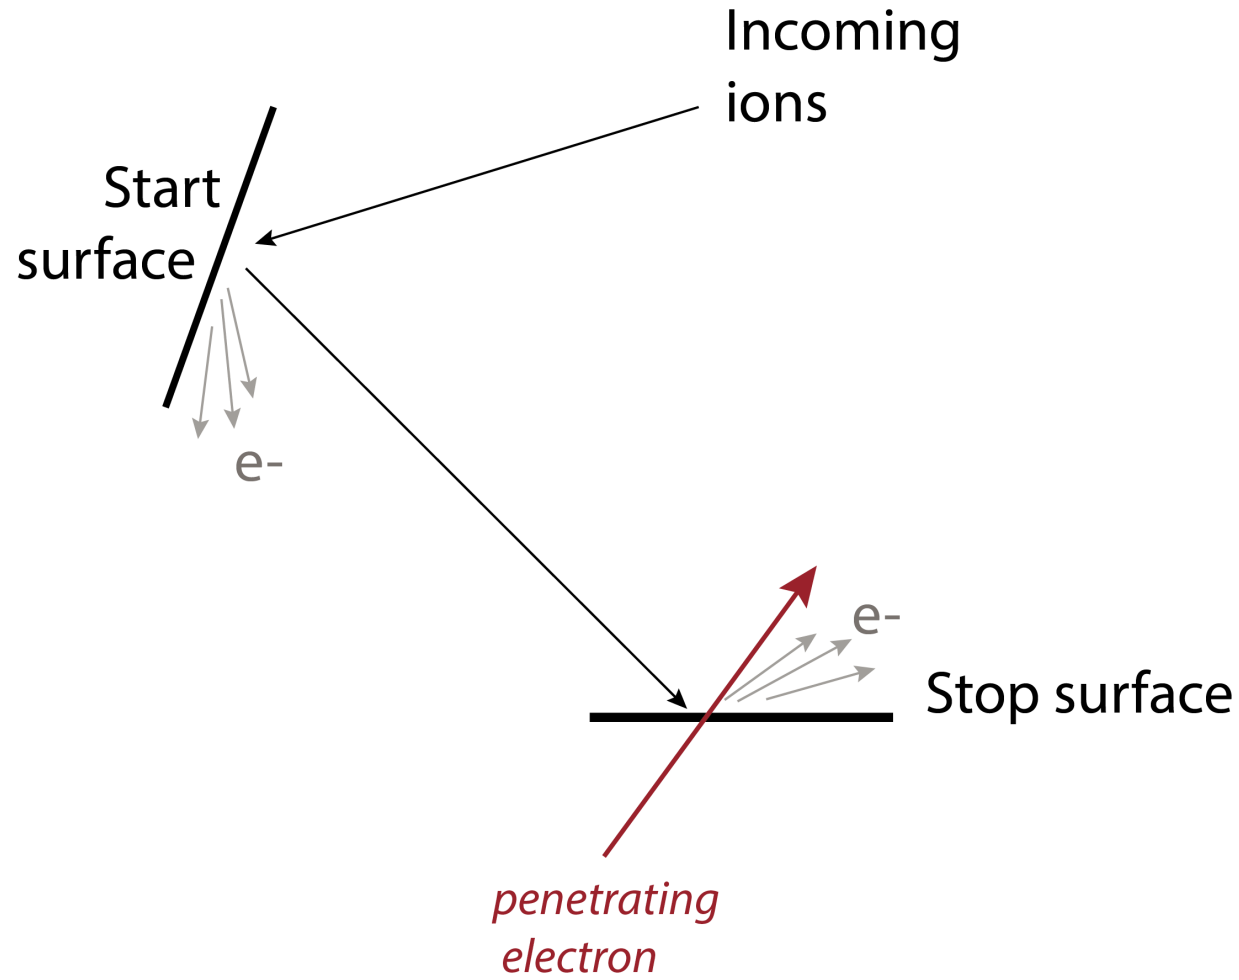 Incoming
ions
Start
surface
e-
e-
Stop surface
penetrating
electron